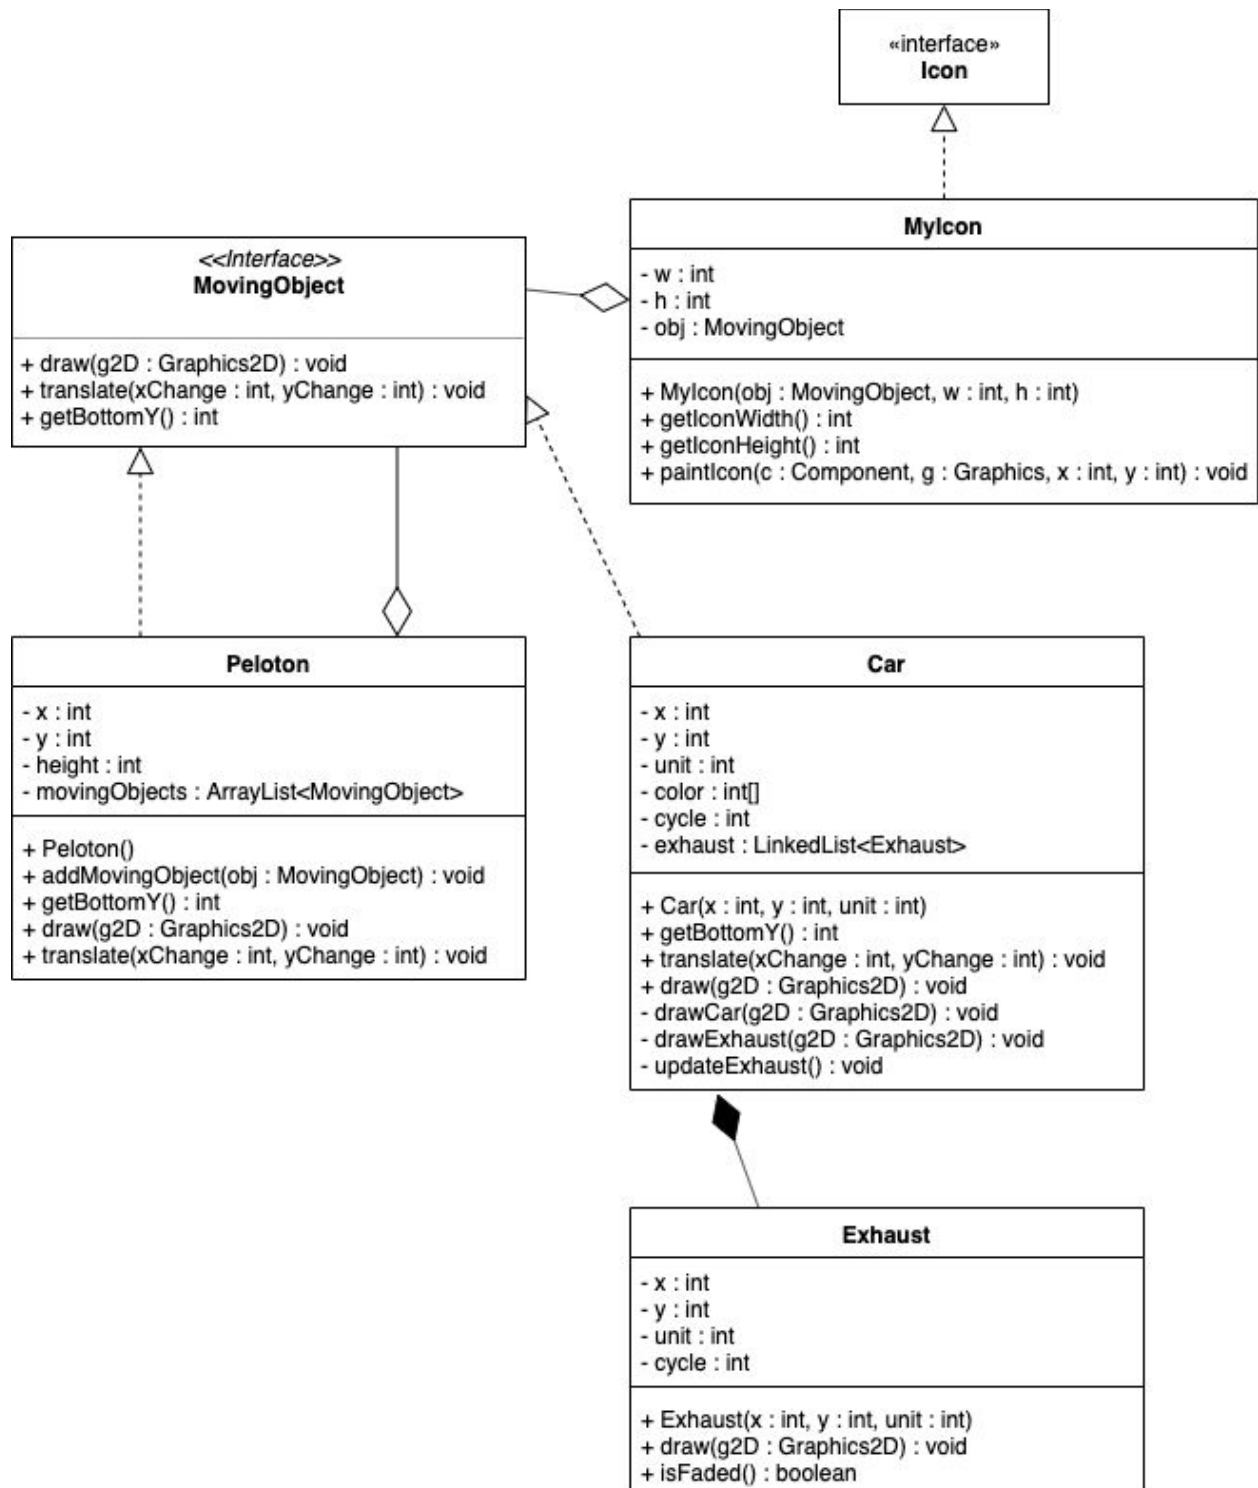 «interface»
Icon
MyIcon
- w : int
- h : int
- obj : MovingObject
+ MyIcon(obj : MovingObject, w : int, h : int)
+ getIconWidth() : int
+ getIconHeight() : int
+ paintIcon(c : Component, g : Graphics, x : int, y : int) : void
<<Interface>>
MovingObject
+ draw(g2D : Graphics2D) : void
+ translate(xChange : int, yChange : int) : void
+ getBottomY() : int
Peloton
- x : int
- y : int
- height : int
- movingObjects : ArrayList<MovingObject>
+ Peloton()
+ addMovingObject(obj : MovingObject) : void
+ getBottomY() : int
+ draw(g2D : Graphics2D) : void
+ translate(xChange : int, yChange : int) : void
Car
- x : int
- y : int
- unit : int
- color : int[]
- cycle : int
- exhaust : LinkedList<Exhaust>
+ Car(x : int, y : int, unit : int)
+ getBottomY() : int
+ translate(xChange : int, yChange : int) : void
+ draw(g2D : Graphics2D) : void
- drawCar(g2D : Graphics2D) : void
- drawExhaust(g2D : Graphics2D) : void
- updateExhaust() : void
Exhaust
- x : int
- y : int
- unit : int
- cycle : int
+ Exhaust(x : int, y : int, unit : int)
+ draw(g2D : Graphics2D) : void
+ isFaded() : boolean